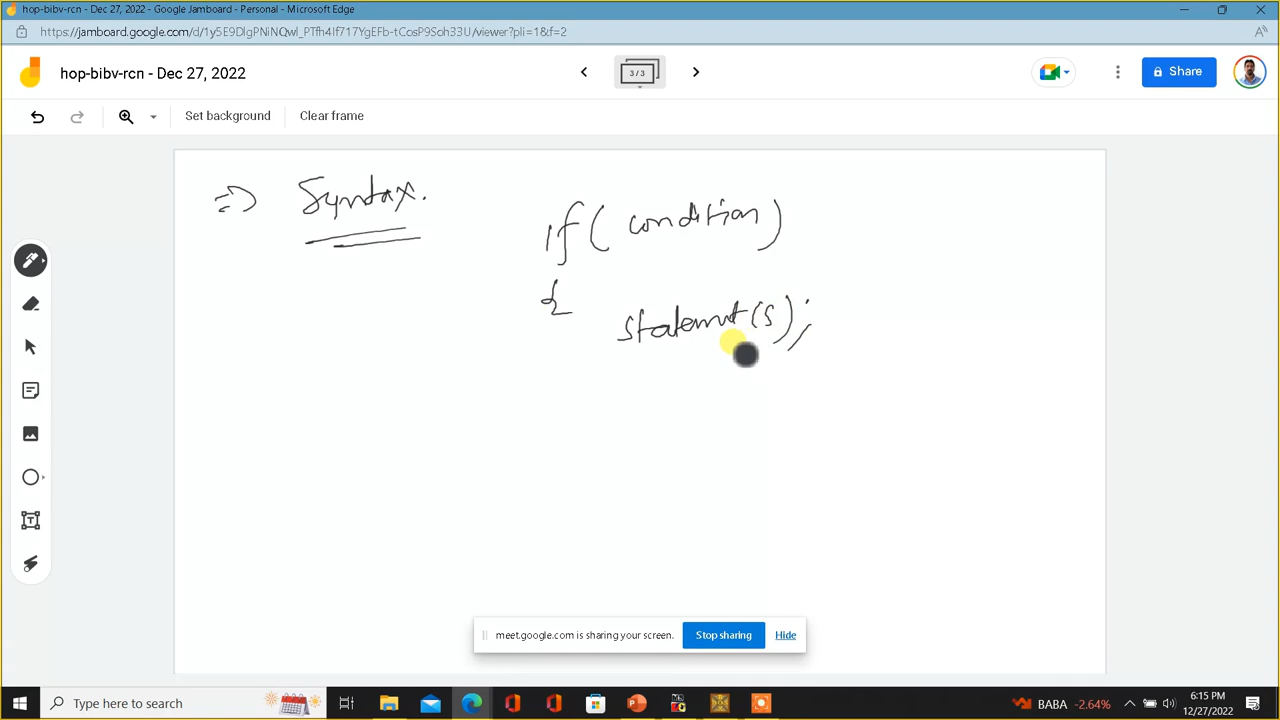 hop-bibv-rcn - Dec 27, 2022 - Google Jamboard - Personal - Microsoft Edge
https://jamboard.google.com/d/1y5E9DlgPNiNQwl_PTfh4If717YgEFb-tCosP9Soh33U/viewer?pli=1&f=2
hop-bibv-rcn - Dec 27, 2022
3/3
Share
Set background
Clear frame
=> Syntax.
if ( condition )
{
statement(s);
meet.google.com is sharing your screen.
Stop sharing
Hide
Type here to search
BABA -2.64%
6:15 PM
12/27/2022